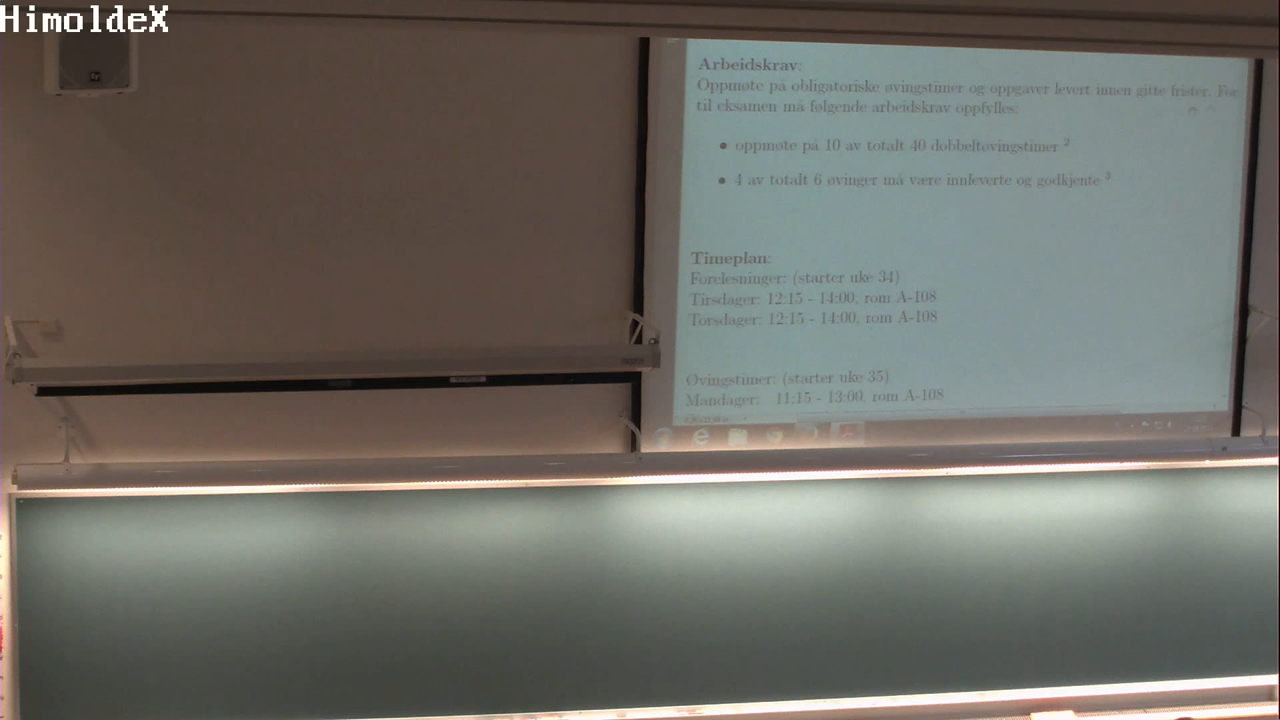 HimoldeX
Arbeidskrav:
Oppmøte på obligatoriske øvingstimer og oppgaver levert innen gitte frister. For
til eksamen må følgende arbeidskrav oppfylles:
• oppmøte på 10 av totalt 40 dobbeltøvingstimer 2
• 4 av totalt 6 øvinger må være innleverte og godkjente 3
Timeplan:
Forelesninger: (starter uke 34)
Tirsdager: 12:15 - 14:00, rom A-108
Torsdager: 12:15 - 14:00, rom A-108
Øvingstimer: (starter uke 35)
Mandager: 11:15 - 13:00, rom A-108